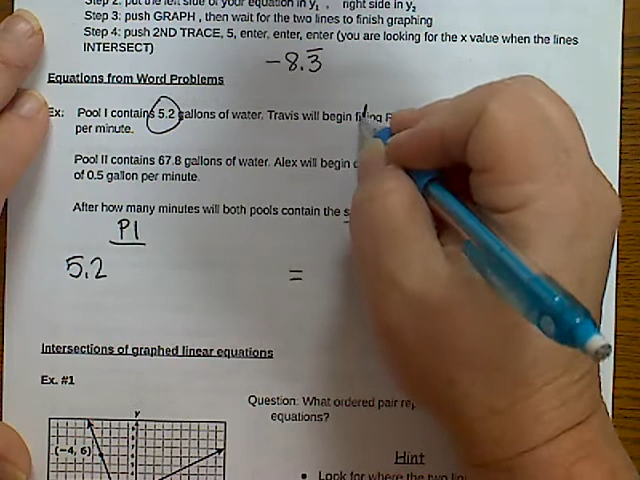 Step 2: put the left side of your equation in y₁ , right side in y₂
Step 3: push GRAPH , then wait for the two lines to finish graphing
Step 4: push 2ND TRACE, 5, enter, enter, enter (you are looking for the x value when the lines
INTERSECT)
-8.3̅
Equations from Word Problems
Ex: Pool I contains 5.2 gallons of water. Travis will begin
per minute.
Pool II contains 67.8 gallons of water. Alex will begin
of 0.5 gallon per minute.
After how many minutes will both pools contain the
P1
5.2 =
Intersections of graphed linear equations
Ex. #1
Question: What ordered pair
equations?
y
(-4, 6)
Hint
• Look for where the two